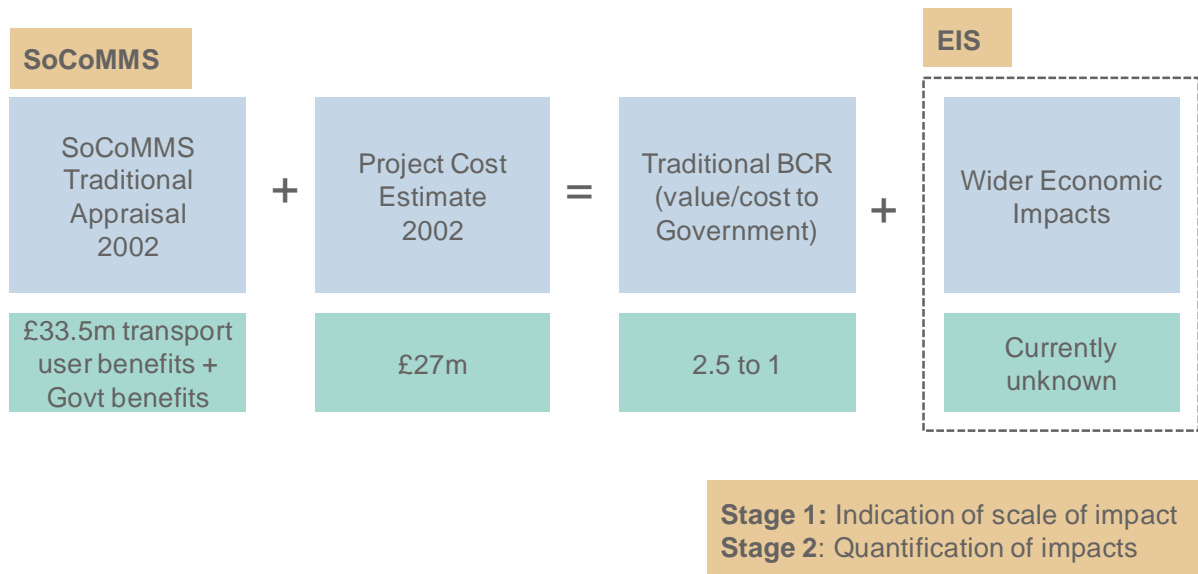 SoCoMMS
EIS
SoCoMMS
Traditional
Appraisal
2002
+
Project Cost
Estimate
2002
=
Traditional BCR
(value/cost to
Government)
+
Wider Economic
Impacts
£33.5m transport
user benefits +
Govt benefits
£27m
2.5 to 1
Currently
unknown
Stage 1: Indication of scale of impact
Stage 2: Quantification of impacts